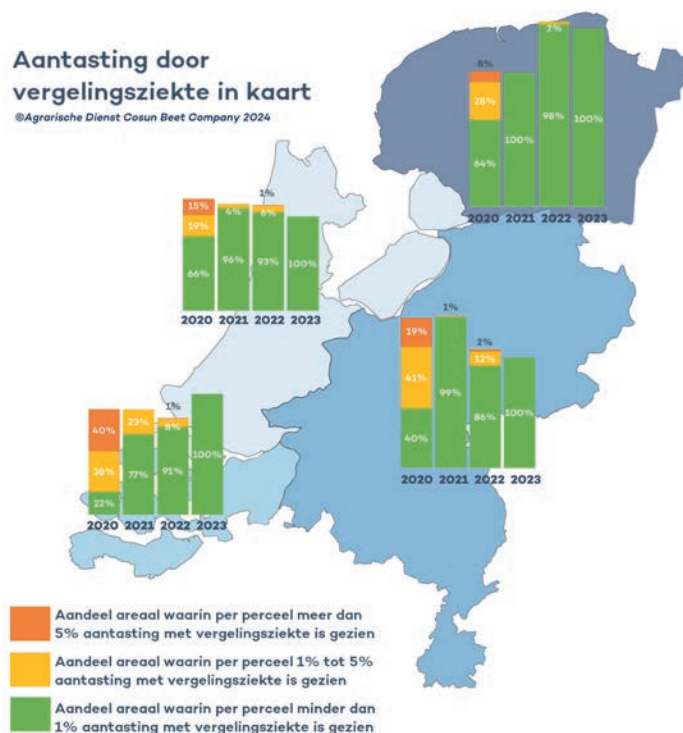 Aantasting door
vergelingsziekte in kaart
©Agrarische Dienst Cosun Beet Company 2024
8%
28%
64%
100%
2%
98%
100%
2020 2021 2022 2023
15%
19%
66%
4%
96%
1%
6%
93%
100%
2020 2021 2022 2023
19%
41%
40%
1%
99%
2%
12%
86%
100%
2020 2021 2022 2023
40%
38%
22%
23%
77%
1%
8%
91%
100%
2020 2021 2022 2023
Aandeel areaal waarin per perceel meer dan
5% aantasting met vergelingsziekte is gezien
Aandeel areaal waarin per perceel 1% tot 5%
aantasting met vergelingsziekte is gezien
Aandeel areaal waarin per perceel minder dan
1% aantasting met vergelingsziekte is gezien